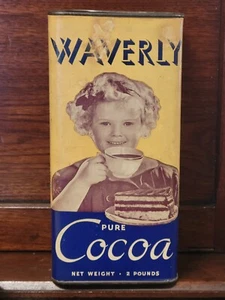 WAVERLY
PURE
Cocoa
NET WEIGHT • 2 POUNDS